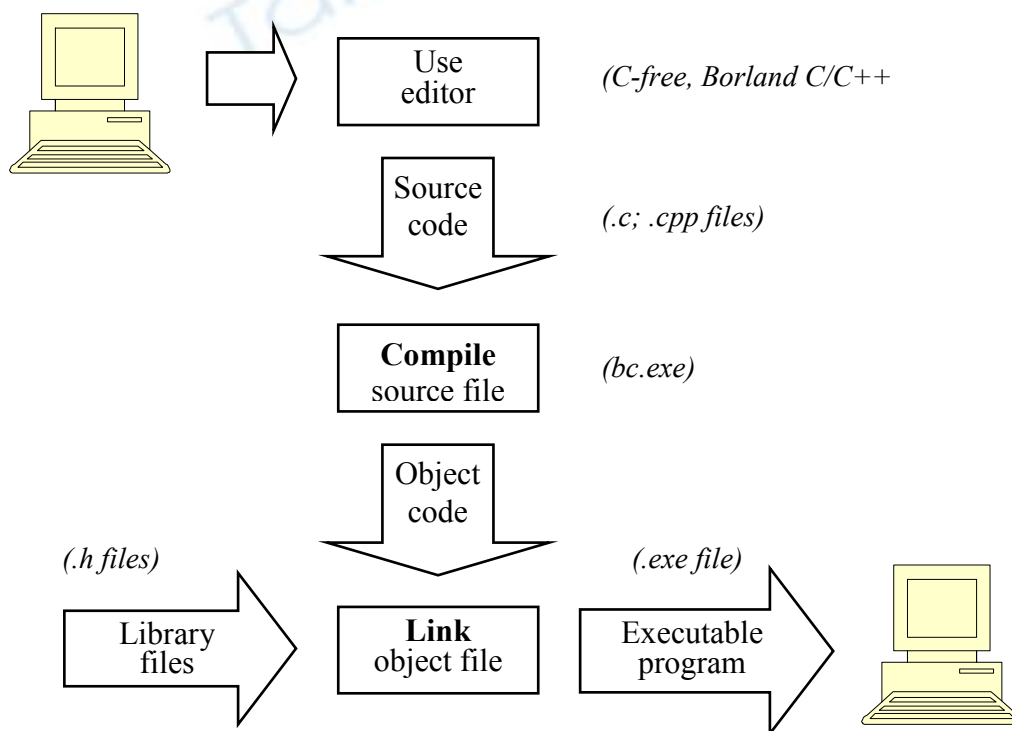 Use
editor
(C-free, Borland C/C++
Source
code
(.c; .cpp files)
Compile
source file
(bc.exe)
Object
code
(.h files)
(.exe file)
Library
files
Link
object file
Executable
program